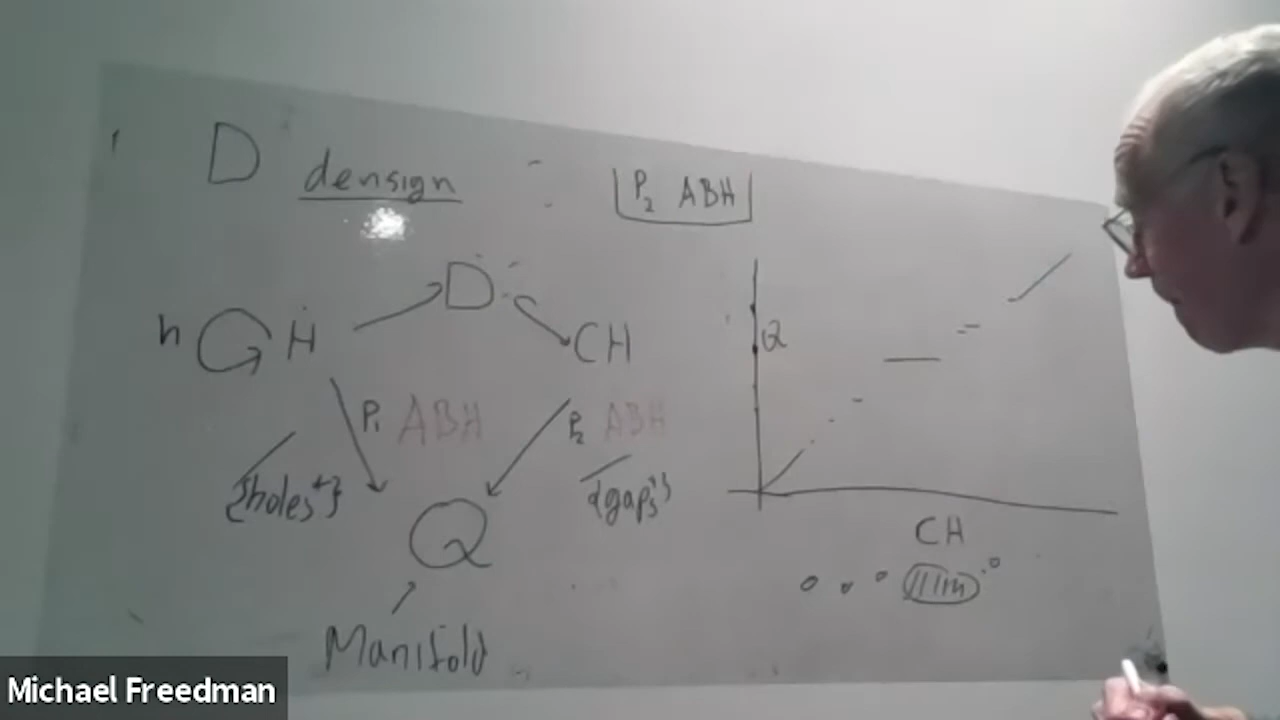 D densign P₂ ABH
D
h H CH
Q
P₁ ABH P₂ ABH
{holes⁺} {gaps⁺}
Q
CH
Manifold
Michael Freedman